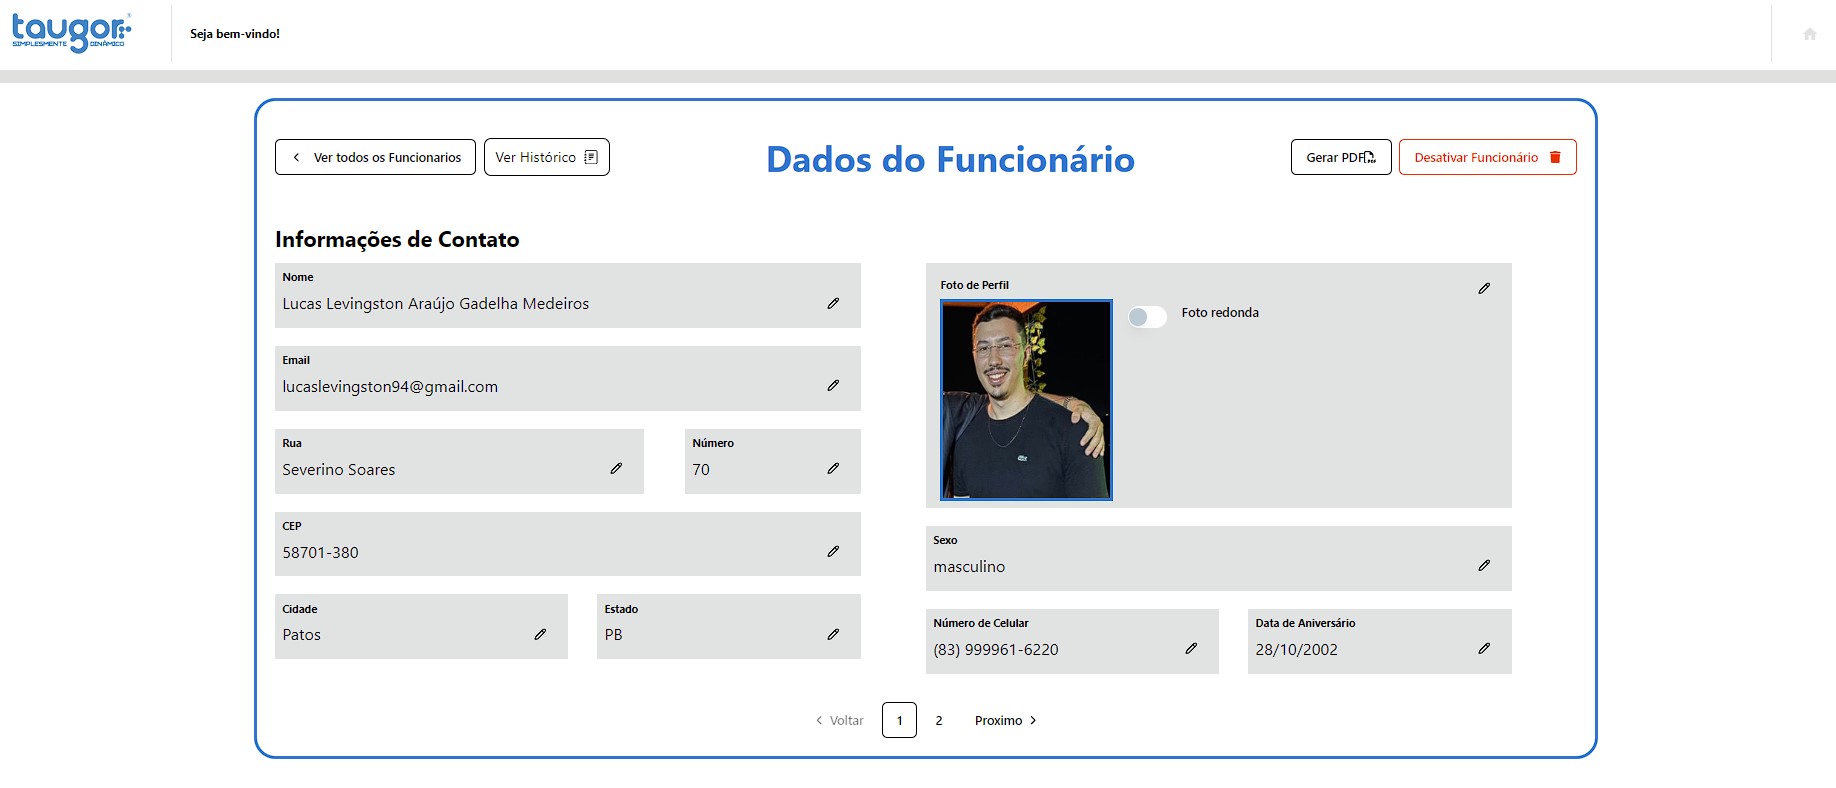 taugor
SIMPLESMENTE DINÂMICO
Seja bem-vindo!
Ver todos os Funcionarios
Ver Histórico
Dados do Funcionário
Gerar PDF
Desativar Funcionário
Informações de Contato
Nome
Lucas Levingston Araújo Gadelha Medeiros
Email
lucaslevingston94@gmail.com
Rua
Severino Soares
Número
70
CEP
58701-380
Cidade
Patos
Estado
PB
Foto de Perfil
Foto redonda
Sexo
masculino
Número de Celular
(83) 999961-6220
Data de Aniversário
28/10/2002
Voltar
1
2
Proximo